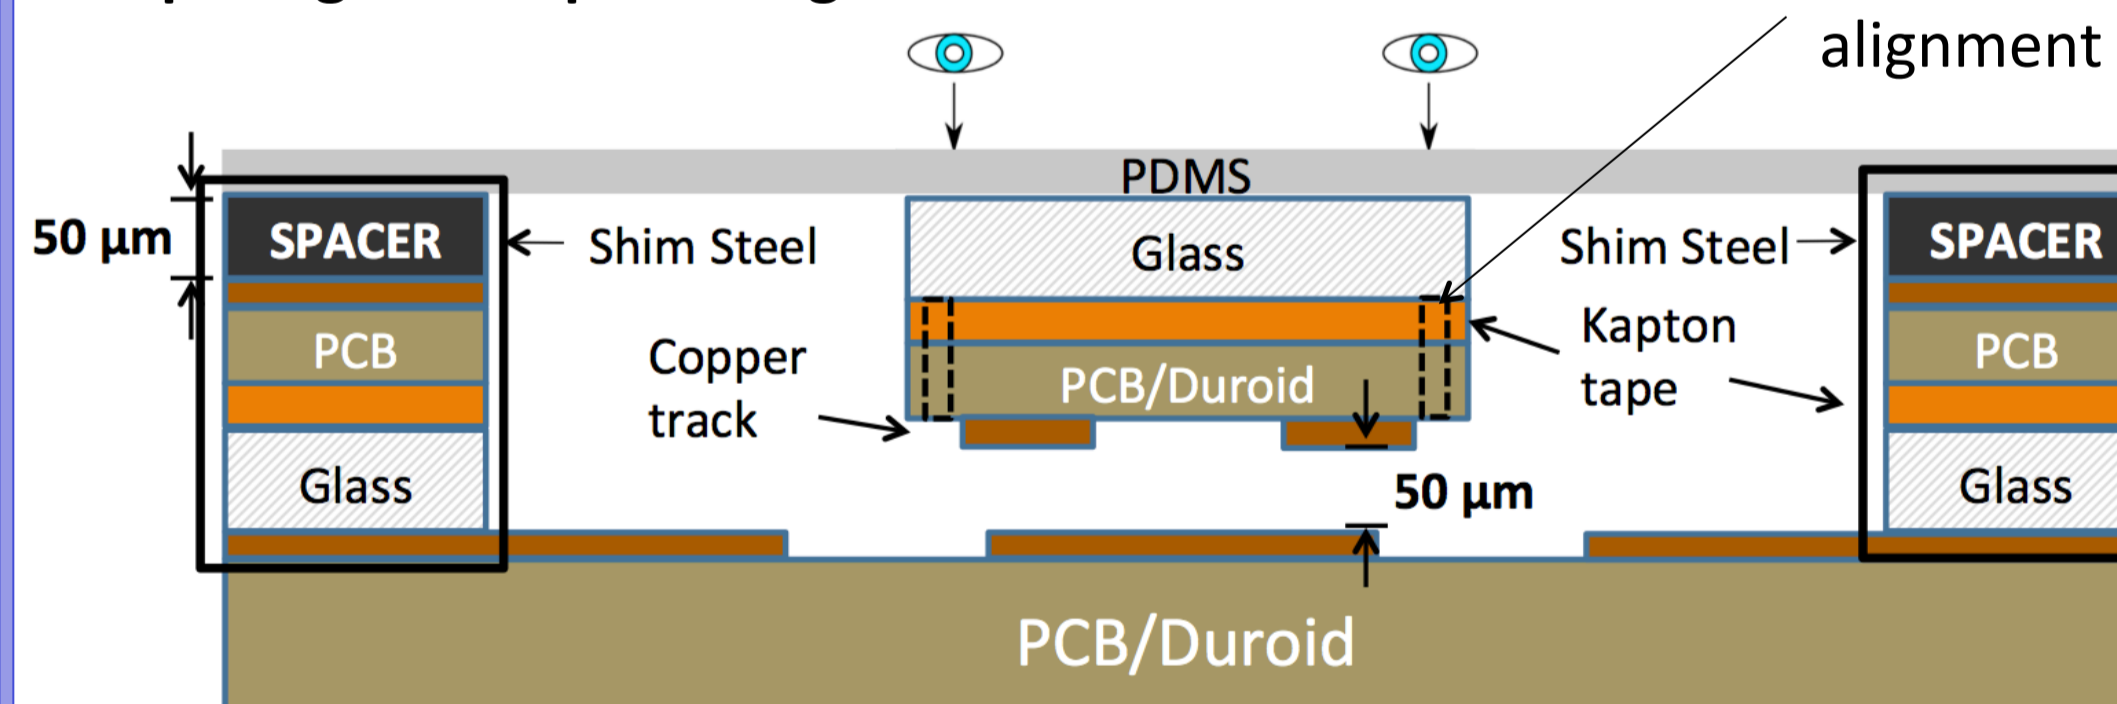 alignment
PDMS
50 µm
SPACER
Shim Steel
Glass
Shim Steel
SPACER
PCB
Copper
track
PCB/Duroid
Kapton
tape
PCB
Glass
50 µm
Glass
PCB/Duroid